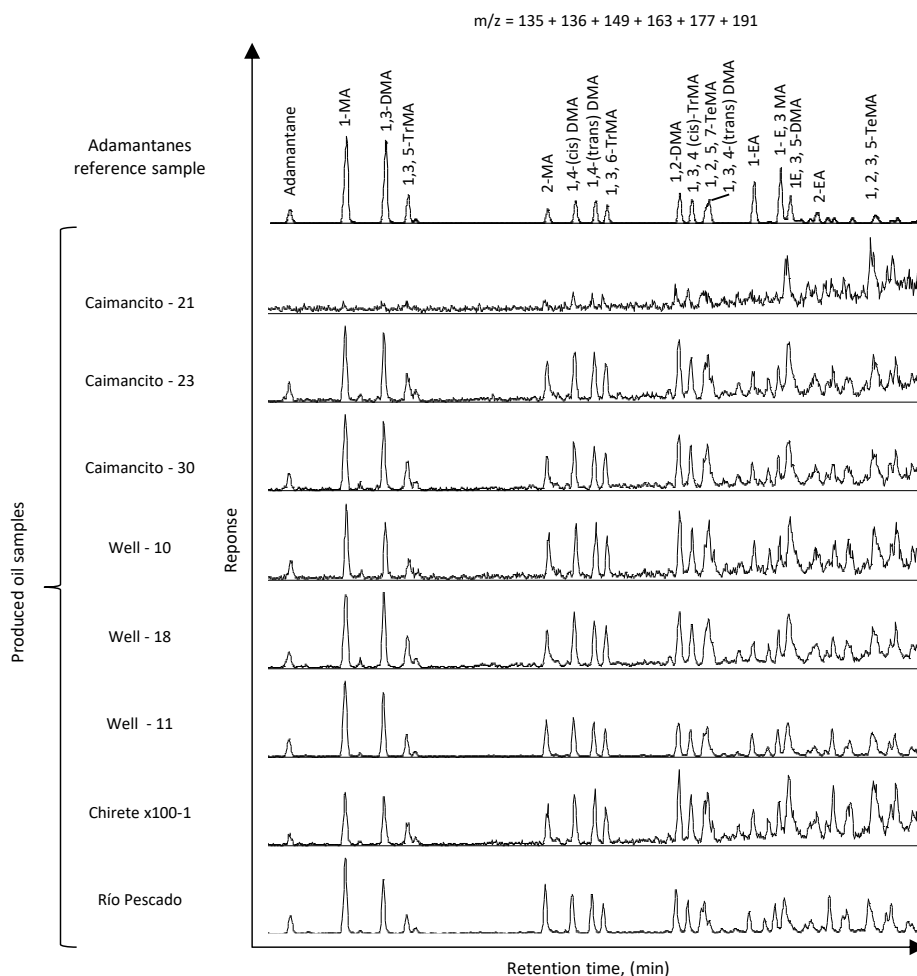 m/z = 135 + 136 + 149 + 163 + 177 + 191
Adamantanes
reference sample
Adamantane
1-MA
1,3-DMA
1,3, 5-TrMA
2-MA
1,4-(cis) DMA
1,4-(trans) DMA
1, 3, 6-TrMA
1,2-DMA
1, 3, 4 (cis)-TrMA
1, 2, 5, 7-TeMA
1, 3, 4-(trans) DMA
1-EA
1- E, 3 MA
1E, 3, 5-DMA
2-EA
1, 2, 3, 5-TeMA
Produced oil samples
Caimancito - 21
Caimancito - 23
Caimancito - 30
Well - 10
Well - 18
Well  - 11
Chirete x100-1
Río Pescado
Reponse
Retention time, (min)